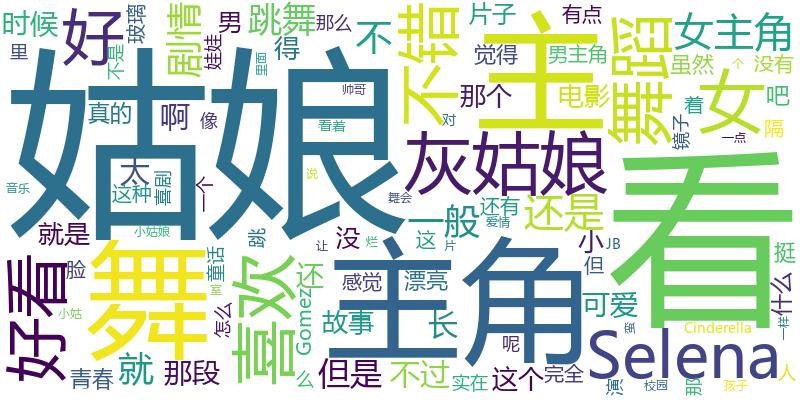 时候
里
玻璃
好
不是
娃娃
剧情
男
跳舞
得
里面
那么
不
片子
觉得
有点
男主角
不错
主
舞蹈
女主角
虽然
没有
个
女
电影
着
吧
镜子
隔
一点
姑娘
真的
啊
像
太
这种
喜剧
一个
音乐
小姑娘
帅哥
看着
对
说
那个
灰姑娘
看
就是
脸
好看
舞
童话
室
跳
喜欢
还
没
让
主角
感觉
漂亮
烂
一般
这
片
还有
爱情
舞会
还是
小
JB
但
挺
什么
一样
可爱
小姑
青春
就
那段
怎么
Gomez
么
故事
但是
长
不过
实在
呢
这个
完全
Selena
Cinderella
蛮
演
校园
那
孩子
人